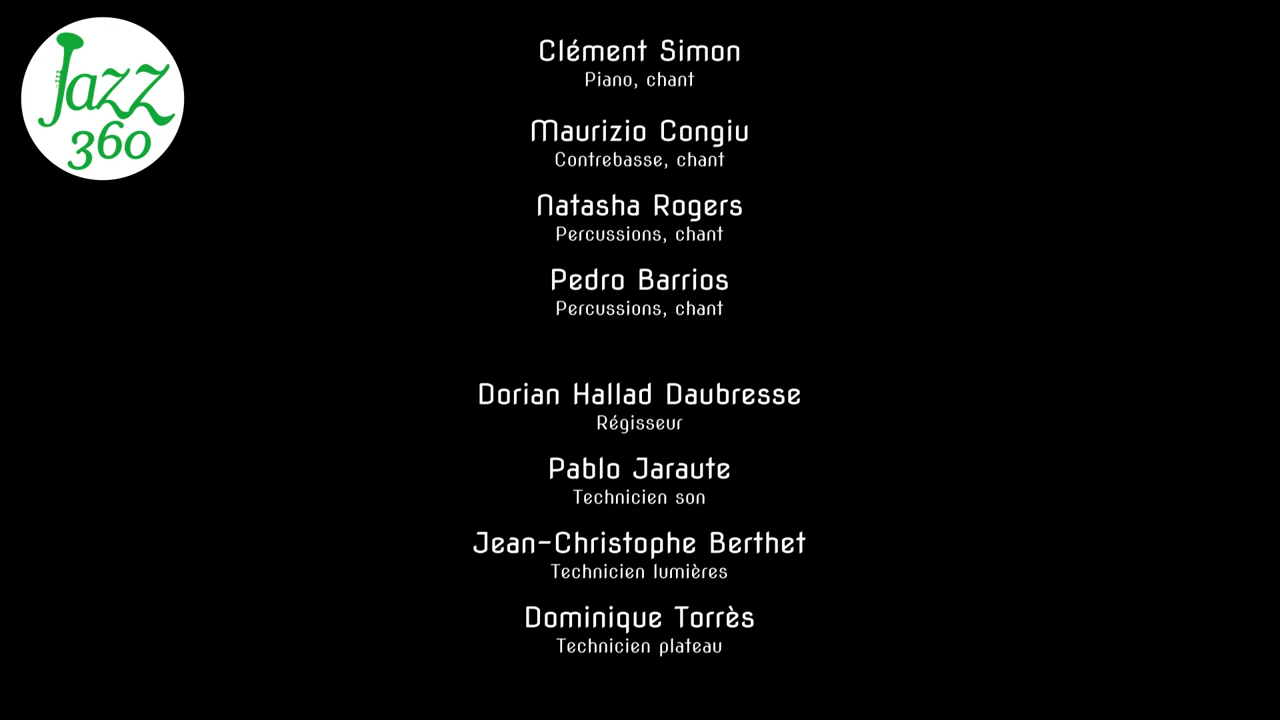 Jazz
360
Clément Simon
Piano, chant
Maurizio Congiu
Contrebasse, chant
Natasha Rogers
Percussions, chant
Pedro Barrios
Percussions, chant
Dorian Hallad Daubresse
Régisseur
Pablo Jaraute
Technicien son
Jean-Christophe Berthet
Technicien lumières
Dominique Torrès
Technicien plateau